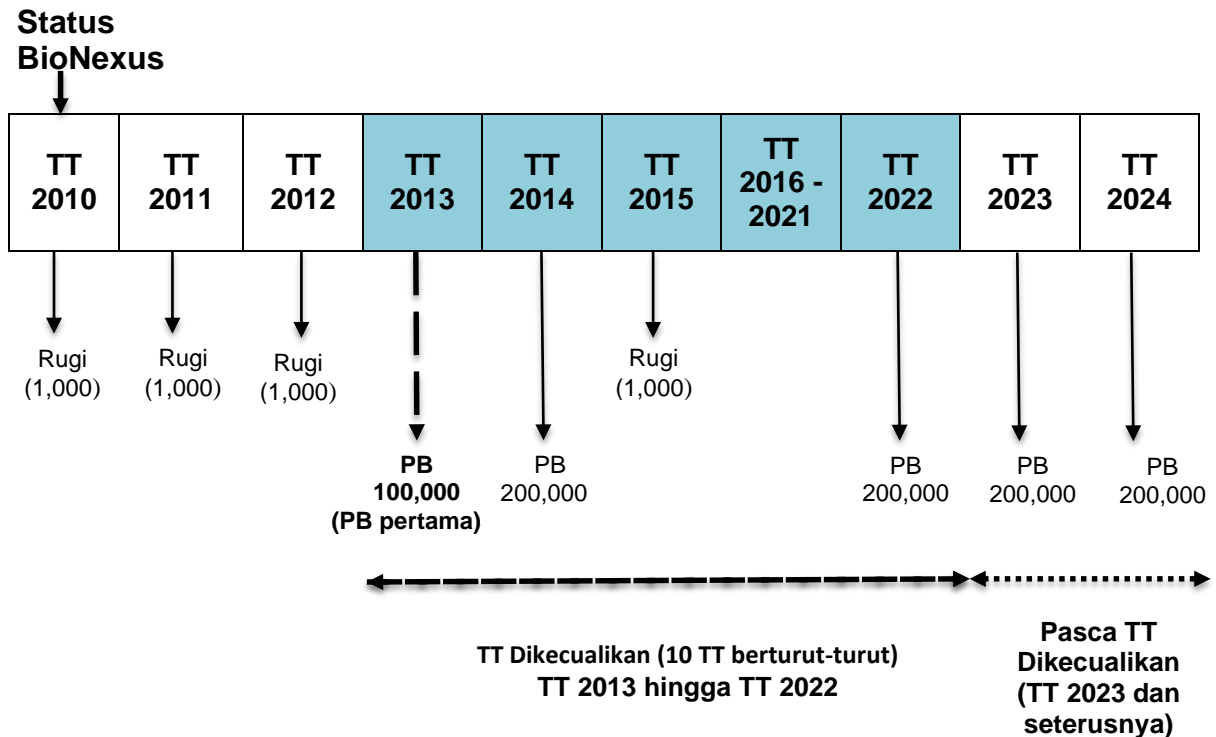 Status
BioNexus
TT
2010
TT
2011
TT
2012
TT
2013
TT
2014
TT
2015
TT
2016 -
2021
TT
2022
TT
2023
TT
2024
Rugi
(1,000)
Rugi
(1,000)
Rugi
(1,000)
Rugi
(1,000)
PB
100,000
(PB pertama)
PB
200,000
PB
200,000
PB
200,000
PB
200,000
TT Dikecualikan (10 TT berturut-turut)
TT 2013 hingga TT 2022
Pasca TT
Dikecualikan
(TT 2023 dan
seterusnya)